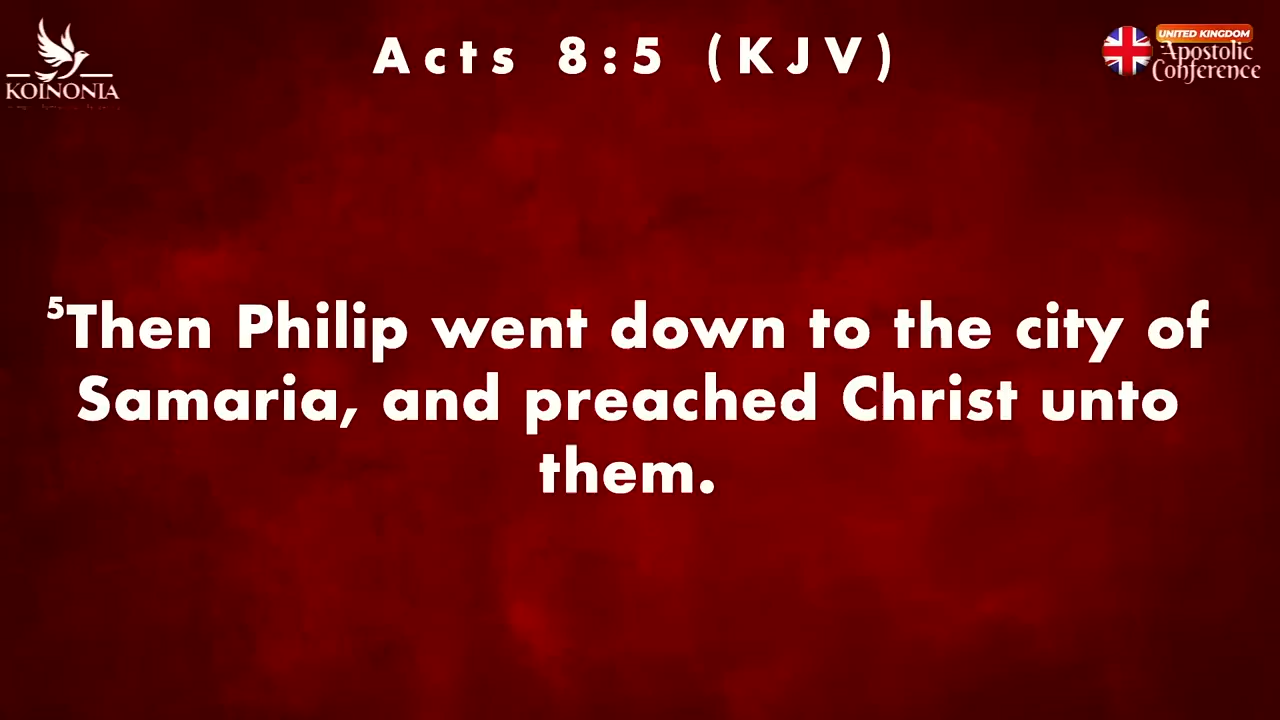 KOINONIA
Acts 8:5 (KJV)
UNITED KINGDOM
Apostolic
Conference
⁵Then Philip went down to the city of
Samaria, and preached Christ unto
them.